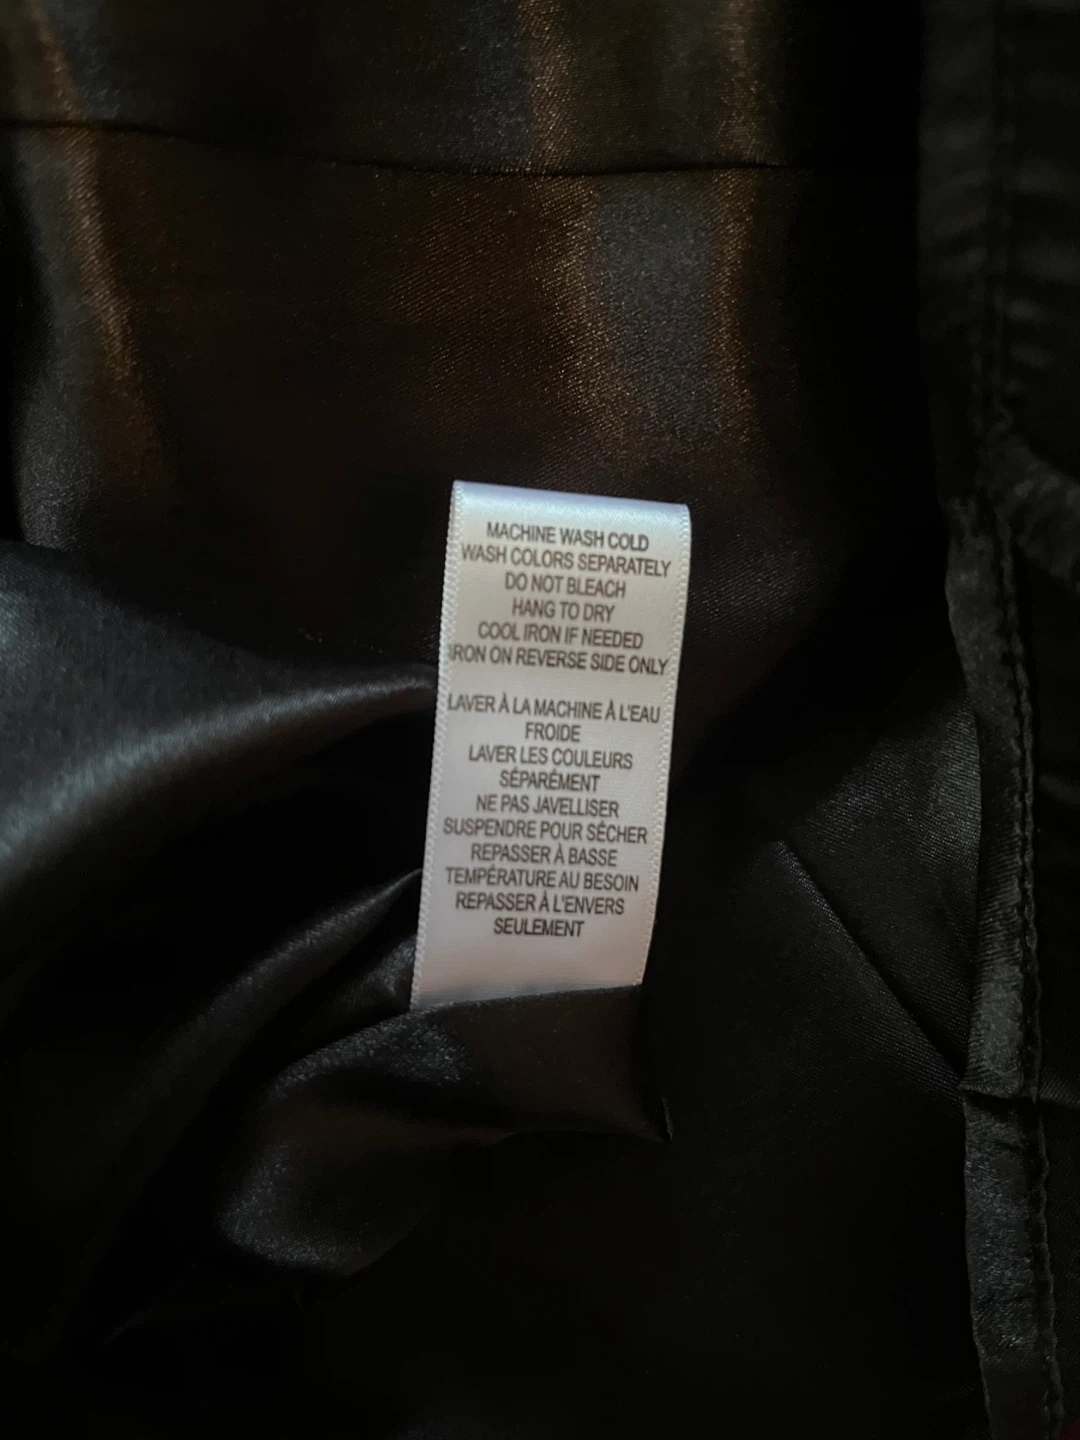 MACHINE WASH COLD
WASH COLORS SEPARATELY
DO NOT BLEACH
HANG TO DRY
COOL IRON IF NEEDED
IRON ON REVERSE SIDE ONLY
LAVER À LA MACHINE À L'EAU
FROIDE
LAVER LES COULEURS
SÉPARÉMENT
NE PAS JAVELLISER
SUSPENDRE POUR SÉCHER
REPASSER À BASSE
TEMPÉRATURE AU BESOIN
REPASSER À L'ENVERS
SEULEMENT